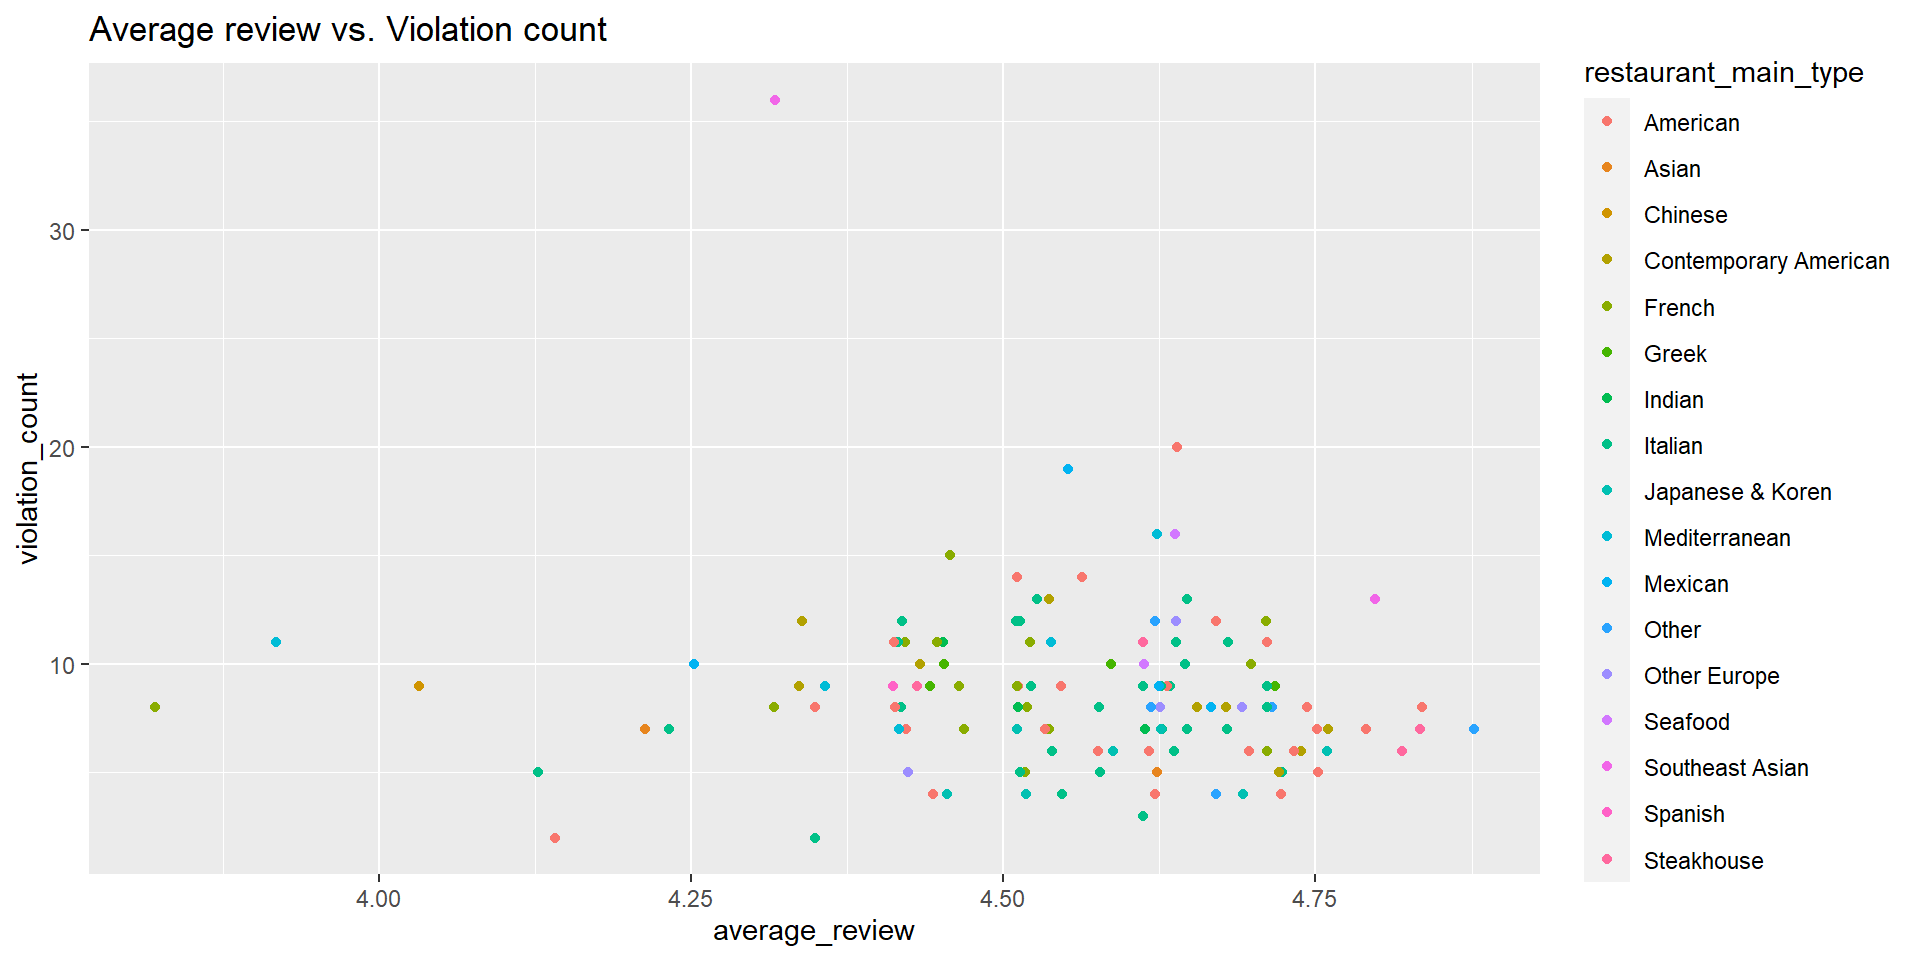 Average review vs. Violation count
violation_count
30
20
10
4.00
4.25
4.50
4.75
average_review
restaurant_main_type
American
Asian
Chinese
Contemporary American
French
Greek
Indian
Italian
Japanese & Koren
Mediterranean
Mexican
Other
Other Europe
Seafood
Southeast Asian
Spanish
Steakhouse